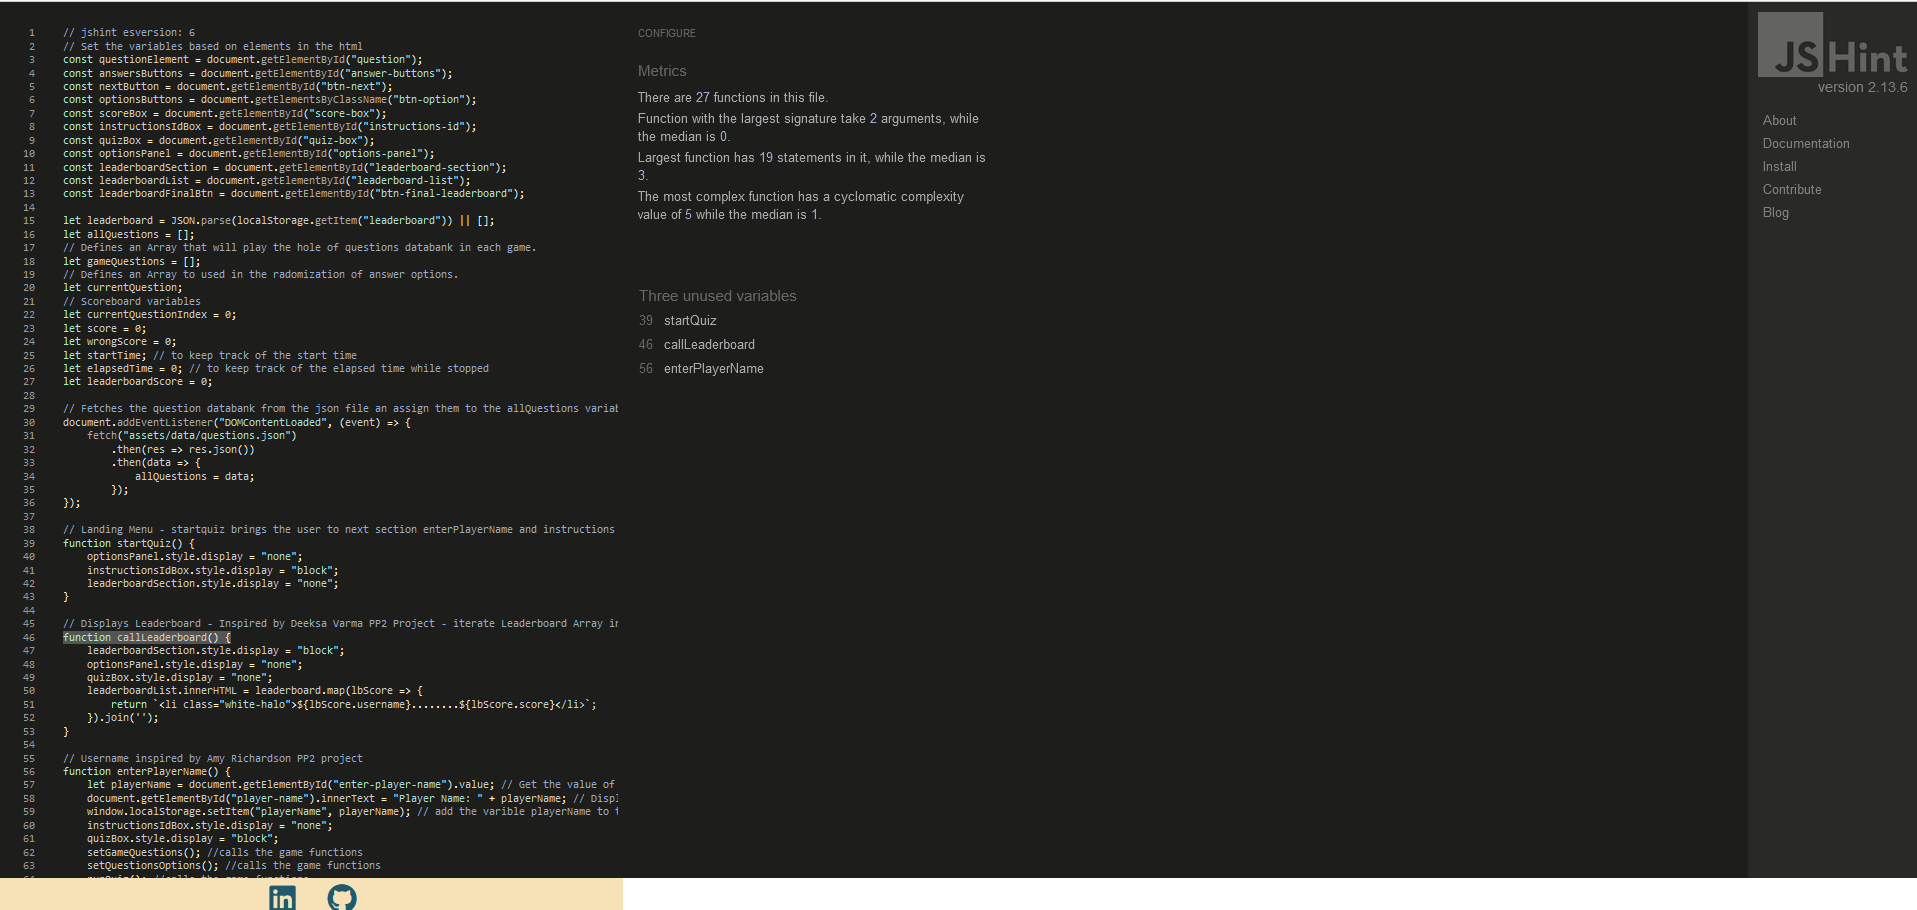 1 // jshint esversion: 6
2 // Set the variables based on elements in the html
3 const questionElement = document.getElementById("question");
4 const answersButtons = document.getElementById("answer-buttons");
5 const nextButton = document.getElementById("btn-next");
6 const optionsButtons = document.getElementsByClassName("btn-option");
7 const scoreBox = document.getElementById("score-box");
8 const instructionsIdBox = document.getElementById("instructions-id");
9 const quizBox = document.getElementById("quiz-box");
10 const optionsPanel = document.getElementById("options-panel");
11 const leaderboardSection = document.getElementById("leaderboard-section");
12 const leaderboardList = document.getElementById("leaderboard-list");
13 const leaderboardFinalBtn = document.getElementById("btn-final-leaderboard");
14
15 let leaderboard = JSON.parse(localStorage.getItem("leaderboard")) || [];
16 let allQuestions = [];
17 // Defines an Array that will play the hole of questions databank in each game.
18 let gameQuestions = [];
19 // Defines an Array to used in the radomization of answer options.
20 let currentQuestion;
21 // Scoreboard variables
22 let currentQuestionIndex = 0;
23 let score = 0;
24 let wrongScore = 0;
25 let startTime; // to keep track of the start time
26 let elapsedTime = 0; // to keep track of the elapsed time while stopped
27 let leaderboardScore = 0;
28
29 // Fetches the question databank from the json file an assign them to the allQuestions variab
30 document.addEventListener("DOMContentLoaded", (event) => {
31 fetch("assets/data/questions.json")
32 .then(res => res.json())
33 .then(data => {
34 allQuestions = data;
35 });
36 });
37
38 // Landing Menu - startquiz brings the user to next section enterPlayerName and instructions
39 function startQuiz() {
40 optionsPanel.style.display = "none";
41 instructionsIdBox.style.display = "block";
42 leaderboardSection.style.display = "none";
43 }
44
45 // Displays Leaderboard - Inspired by Deeksa Varma PP2 Project - iterate Leaderboard Array in
46 function callLeaderboard() {
47 leaderboardSection.style.display = "block";
48 optionsPanel.style.display = "none";
49 quizBox.style.display = "none";
50 leaderboardList.innerHTML = leaderboard.map(lbScore => {
51 return `<li class="white-halo">${lbScore.username}........${lbScore.score}</li>`;
52 }).join('');
53 }
54
55 // Username inspired by Amy Richardson PP2 project
56 function enterPlayerName() {
57 let playerName = document.getElementById("enter-player-name").value; // Get the value of
58 document.getElementById("player-name").innerText = "Player Name: " + playerName; // Displ
59 window.localStorage.setItem("playerName", playerName); // add the varible playerName to t
60 instructionsIdBox.style.display = "none";
61 quizBox.style.display = "block";
62 setGameQuestions(); //calls the game functions
63 setQuestionsOptions(); //calls the game functions
CONFIGURE
Metrics
There are 27 functions in this file.
Function with the largest signature take 2 arguments, while
the median is 0.
Largest function has 19 statements in it, while the median is
3.
The most complex function has a cyclomatic complexity
value of 5 while the median is 1.
Three unused variables
39 startQuiz
46 callLeaderboard
56 enterPlayerName
JSHint
version 2.13.6
About
Documentation
Install
Contribute
Blog
in